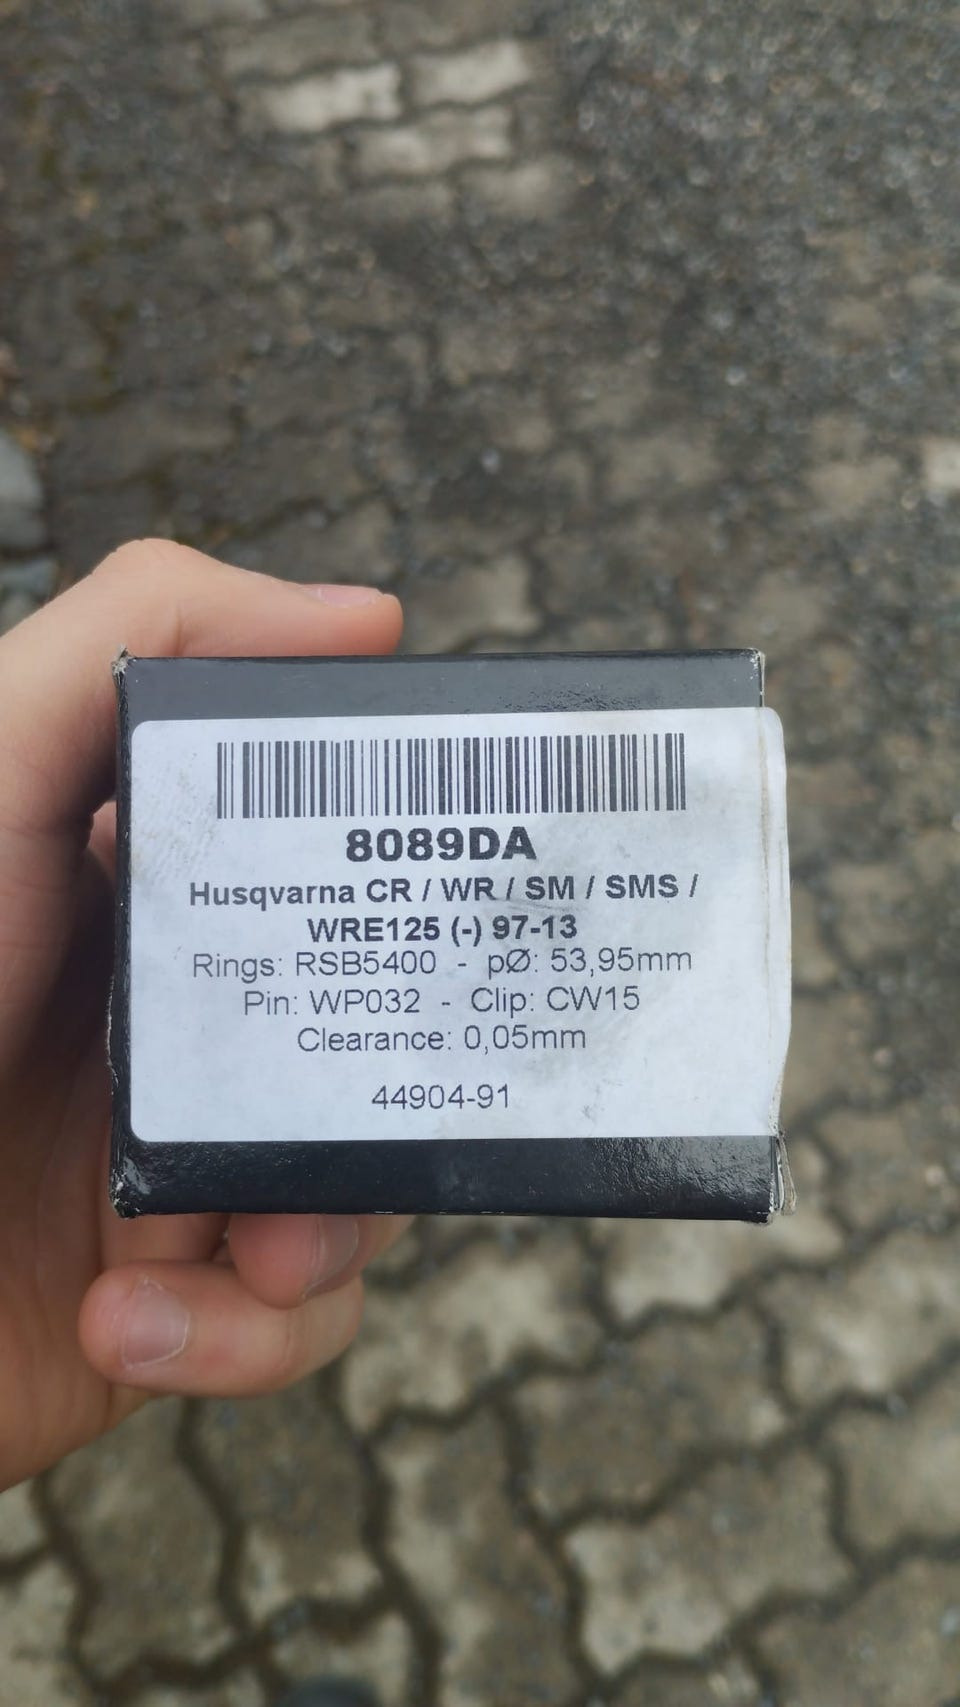 8089DA
Husqvarna CR / WR / SM / SMS /
WRE125 (-) 97-13
Rings: RSB5400 - pØ: 53,95mm
Pin: WP032 - Clip: CW15
Clearance: 0,05mm
44904-91